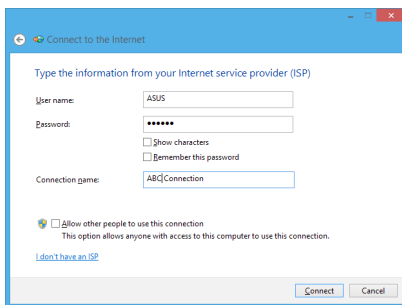 Connect to the Internet
Type the information from your Internet service provider (ISP)
User name: ASUS
Password: ••••••
Show characters
Remember this password
Connection name: ABC Connection
Allow other people to use this connection
This option allows anyone with access to this computer to use this connection.
I don't have an ISP
Connect Cancel